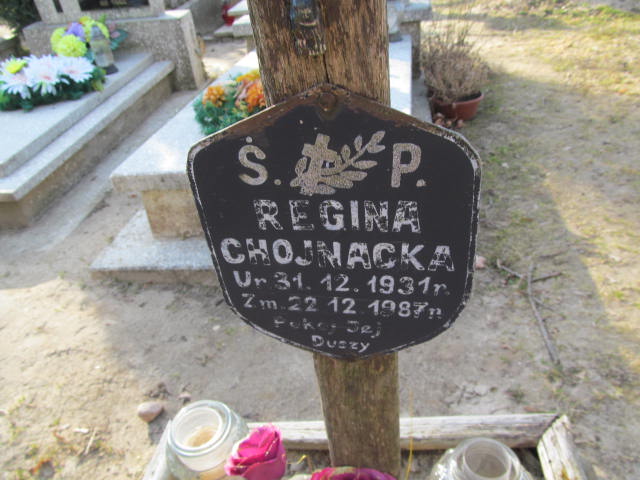 Ś. P.
REGINA
CHOJNACKA
Ur. 31. 12. 1931 r.
Zm. 22 12. 1987 r.
Pokój Jej
Duszy